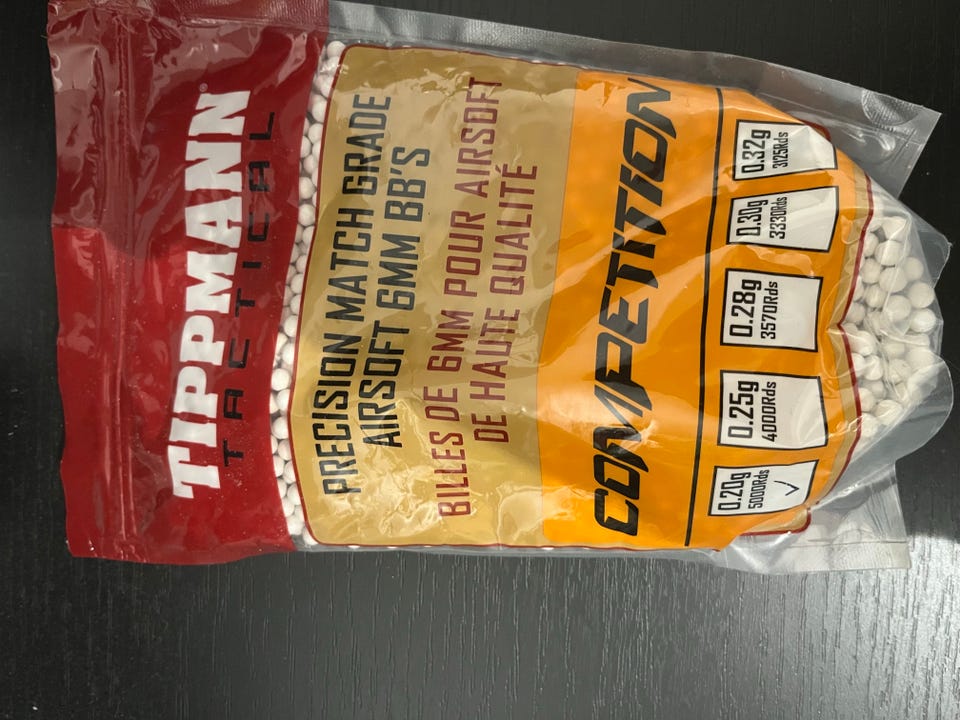 TIPPMANN®
TACTICAL
PRECISION MATCH GRADE
AIRSOFT 6MM BB'S
BILLES DE 6MM POUR AIRSOFT
DE HAUTE QUALITÉ
COMPETITION
0.20g
5000Rds
✓
0.25g
4000Rds
0.28g
3570Rds
0.30g
3330Rds
0.32g
3125Rds